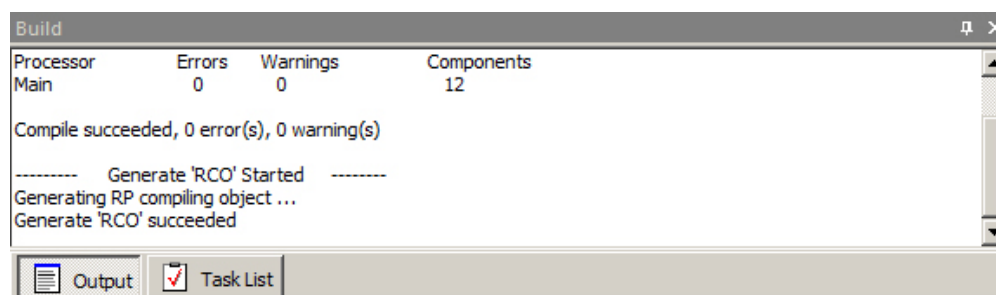 Build
Processor Errors Warnings Components
Main 0 0 12
Compile succeeded, 0 error(s), 0 warning(s)
--------- Generate 'RCO' Started --------
Generating RP compiling object ...
Generate 'RCO' succeeded
Output Task List